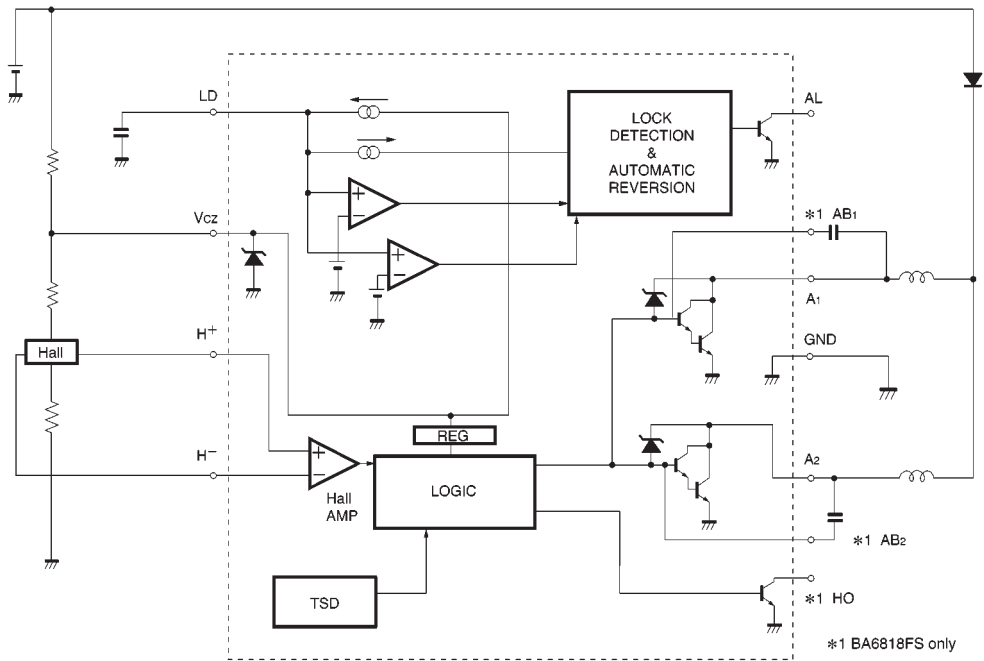 LD
LOCK
DETECTION
&
AUTOMATIC
REVERSION
AL
Vcz
+
−
+
−
*1 AB1
A1
H+
Hall
GND
REG
H−
+
−
Hall
AMP
LOGIC
A2
*1 AB2
TSD
*1 HO
*1 BA6818FS only